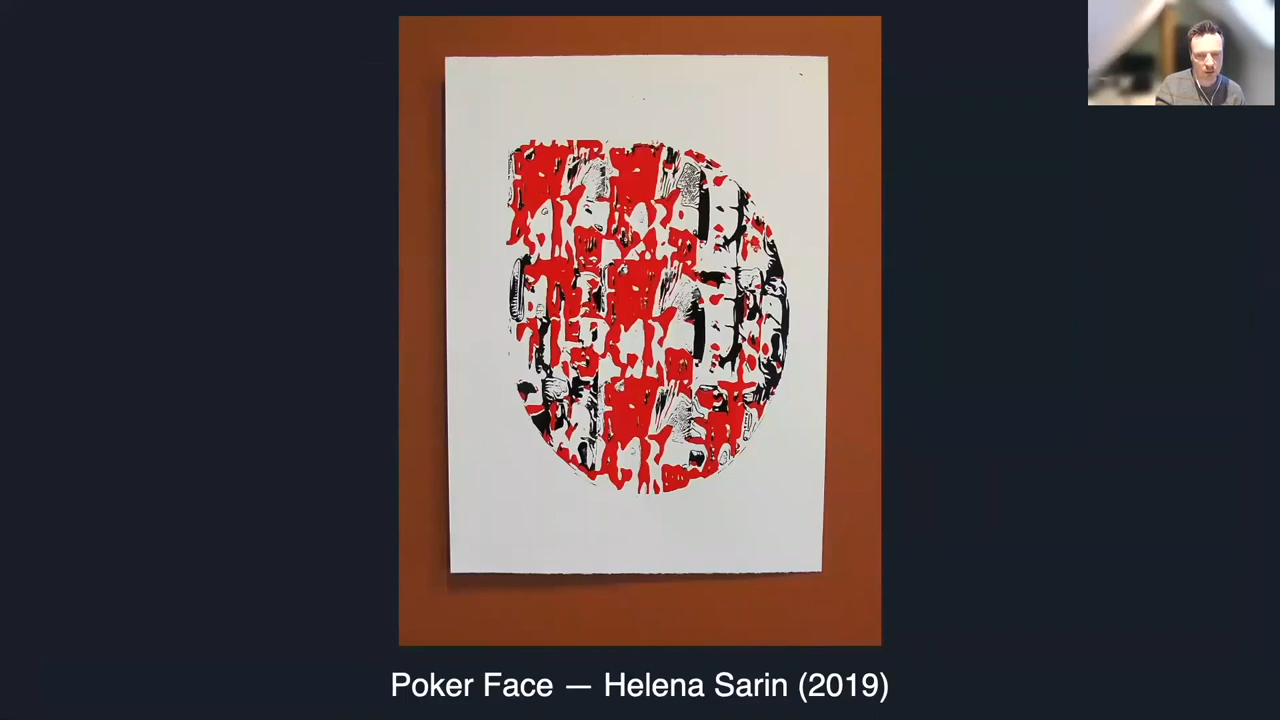 Poker Face — Helena Sarin (2019)